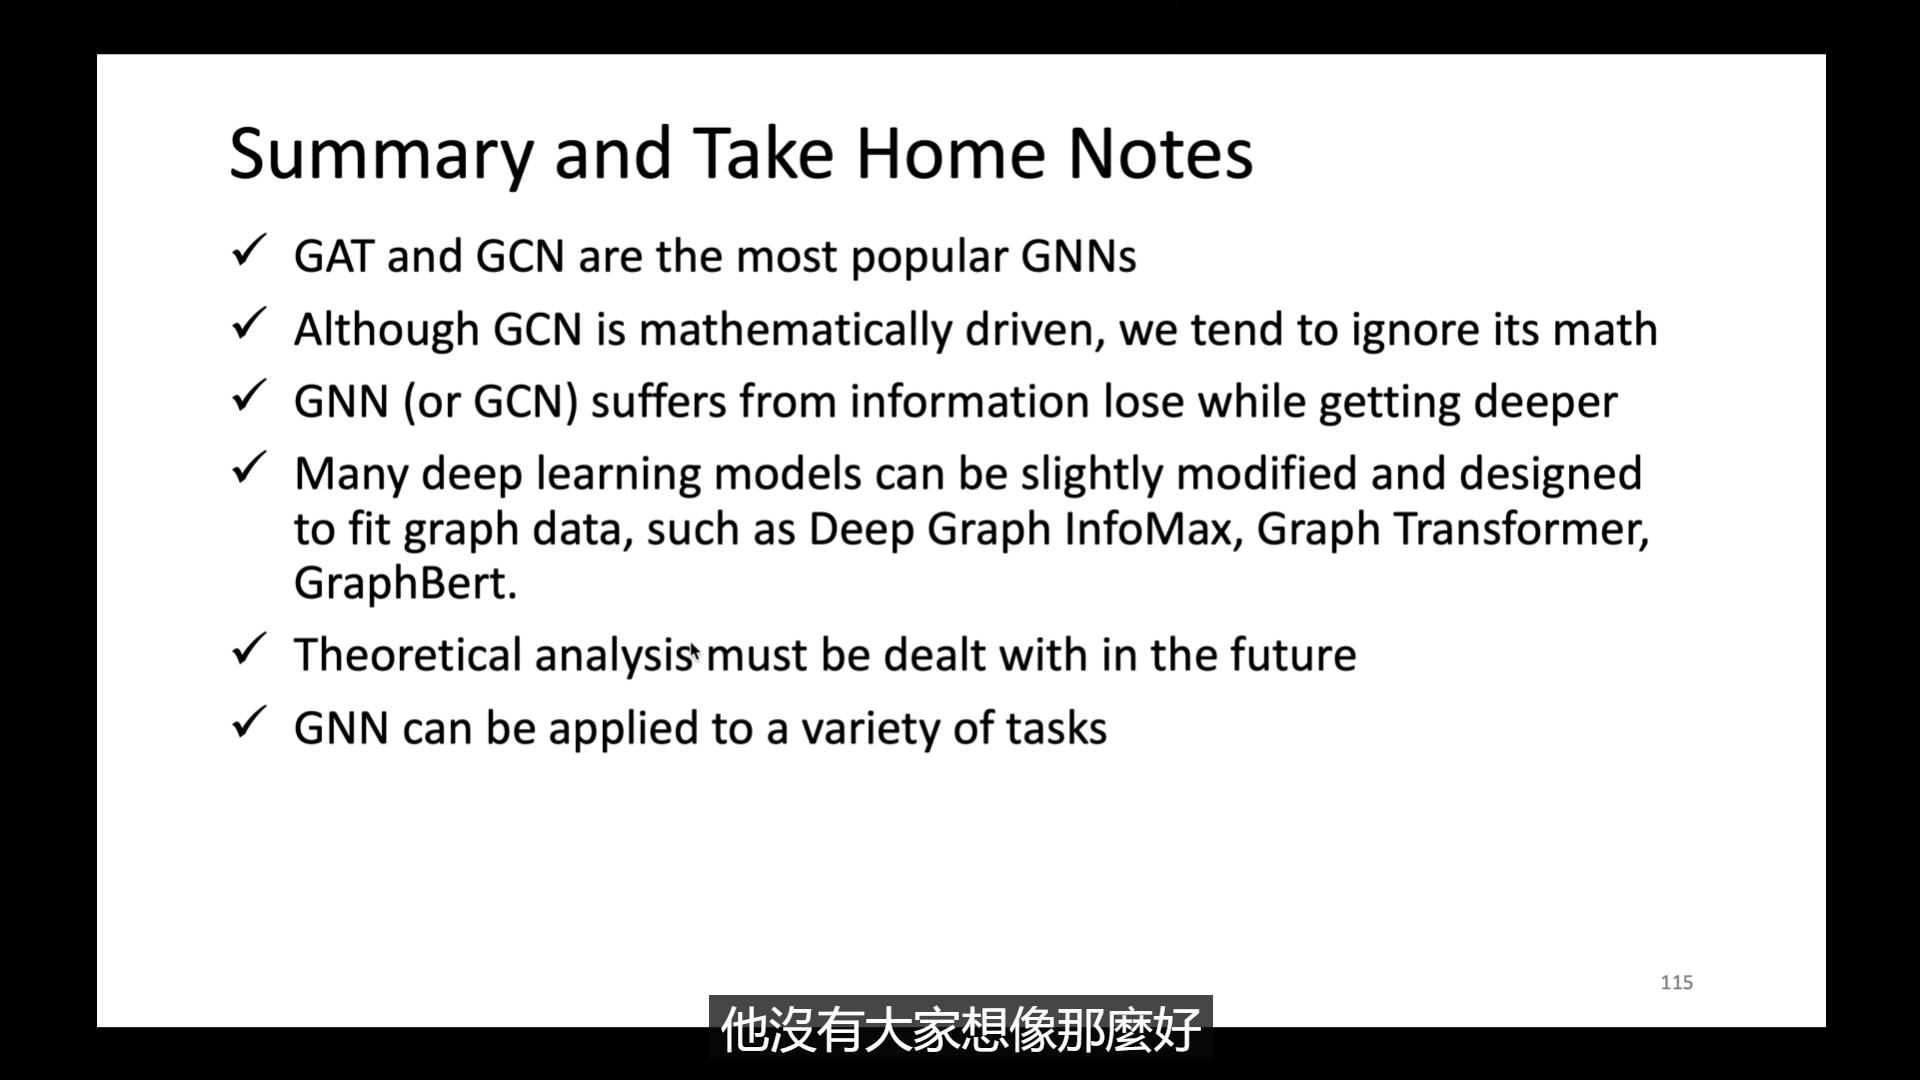 Summary and Take Home Notes
✓ GAT and GCN are the most popular GNNs
✓ Although GCN is mathematically driven, we tend to ignore its math
✓ GNN (or GCN) suffers from information lose while getting deeper
✓ Many deep learning models can be slightly modified and designed
to fit graph data, such as Deep Graph InfoMax, Graph Transformer,
GraphBert.
✓ Theoretical analysis must be dealt with in the future
✓ GNN can be applied to a variety of tasks
115
他沒有大家想像那麼好